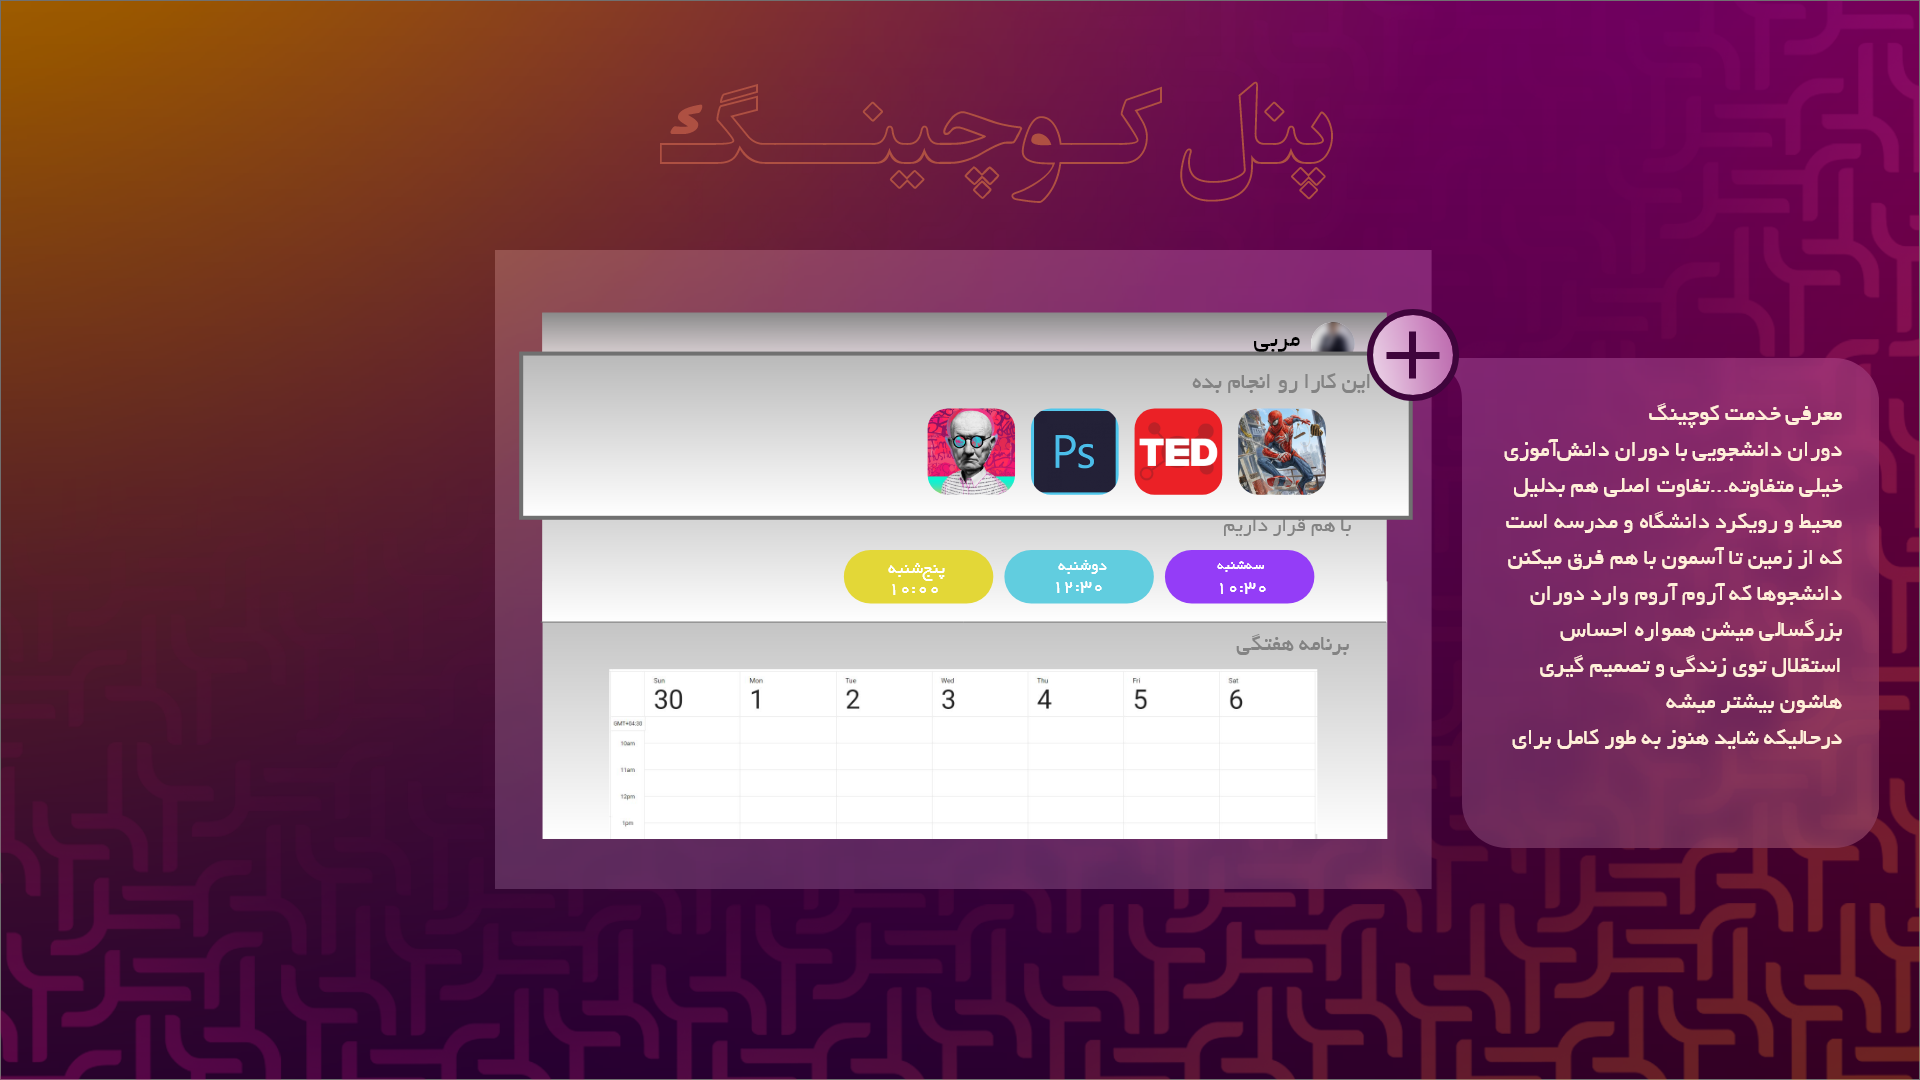 پنل کوچینگ
مربی
این کارا رو انجام بده
TED
Ps
با هم قرار داریم
سه‌شنبه
۱۰:۳۰
دوشنبه
۱۲:۳۰
پنج‌شنبه
۱۰:۰۰
برنامه هفتگی
Sun Mon Tue Wed Thu Fri Sat
30 1 2 3 4 5 6
GMT+04:30
10am
11am
12pm
1pm
معرفی خدمت کوچینگ
دوران دانشجویی با دوران دانش‌آموزی
خیلی متفاوته...تفاوت اصلی هم بدلیل
محیط و رویکرد دانشگاه و مدرسه است
که از زمین تا آسمون با هم فرق میکنن
دانشجوها که آروم آروم وارد دوران
بزرگسالی میشن همواره احساس
استقلال توی زندگی و تصمیم گیری
هاشون بیشتر میشه
درحالیکه شاید هنوز به طور کامل برای